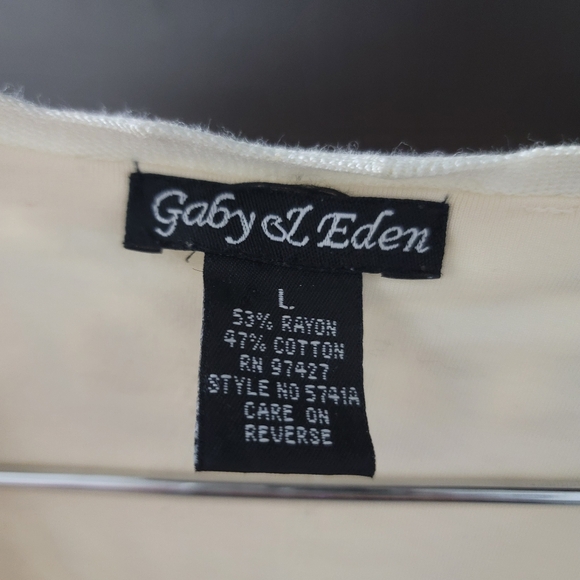 Gaby & Eden
L
53% RAYON
47% COTTON
RN 97427
STYLE NO 5741A
CARE ON
REVERSE